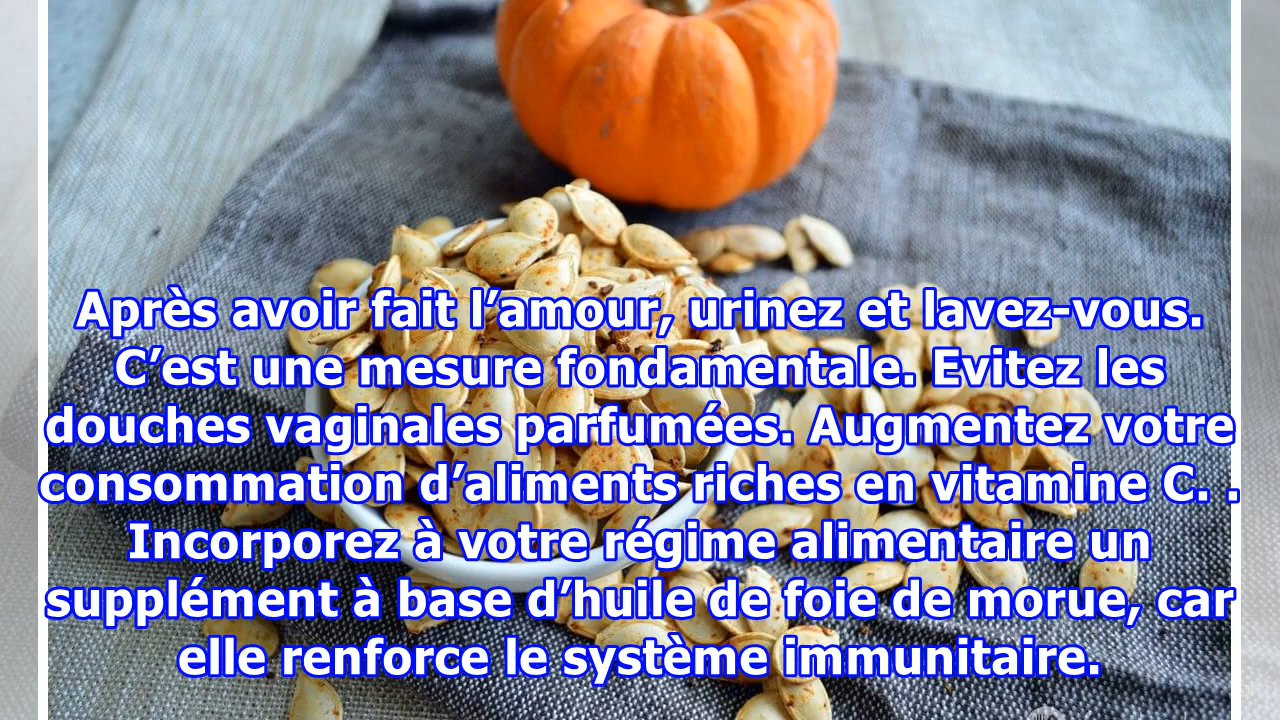 Après avoir fait l’amour, urinez et lavez-vous.
C’est une mesure fondamentale. Evitez les
douches vaginales parfumées. Augmentez votre
consommation d’aliments riches en vitamine C. .
Incorporez à votre régime alimentaire un
supplément à base d’huile de foie de morue, car
elle renforce le système immunitaire.